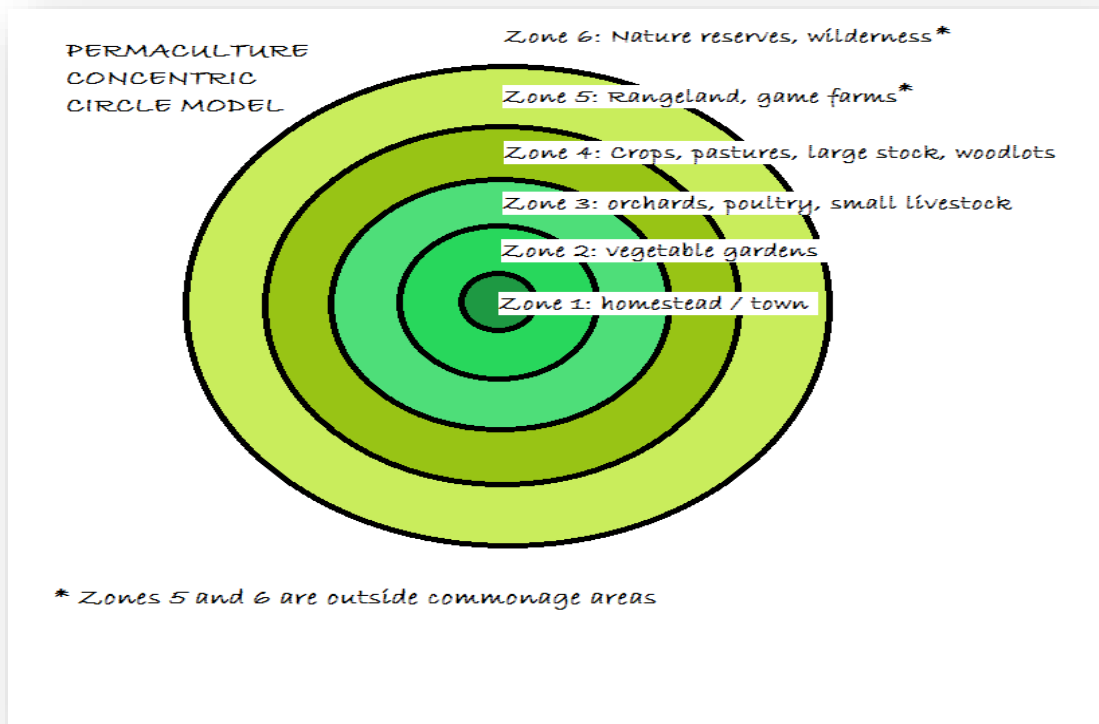 PERMACULTURE
CONCENTRIC
CIRCLE MODEL
Zone 6: Nature reserves, wilderness*
Zone 5: Rangeland, game farms*
Zone 4: Crops, pastures, large stock, woodlots
Zone 3: orchards, poultry, small livestock
Zone 2: vegetable gardens
Zone 1: homestead / town
* Zones 5 and 6 are outside commonage areas